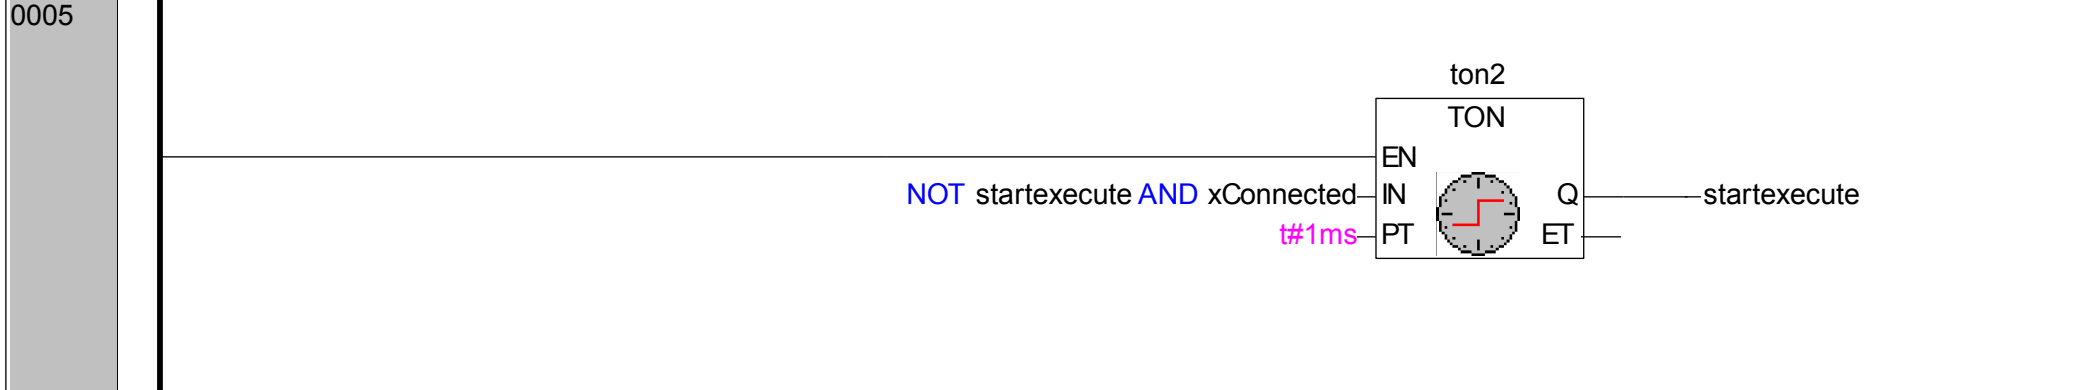 0005
ton2
TON
EN
NOT startexecute AND xConnected IN Q startexecute
t#1ms PT ET